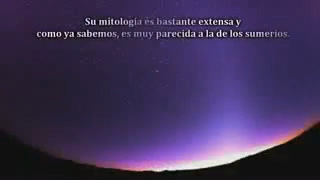 Su mitología es bastante extensa y
como ya sabemos, es muy parecida a la de los sumerios.